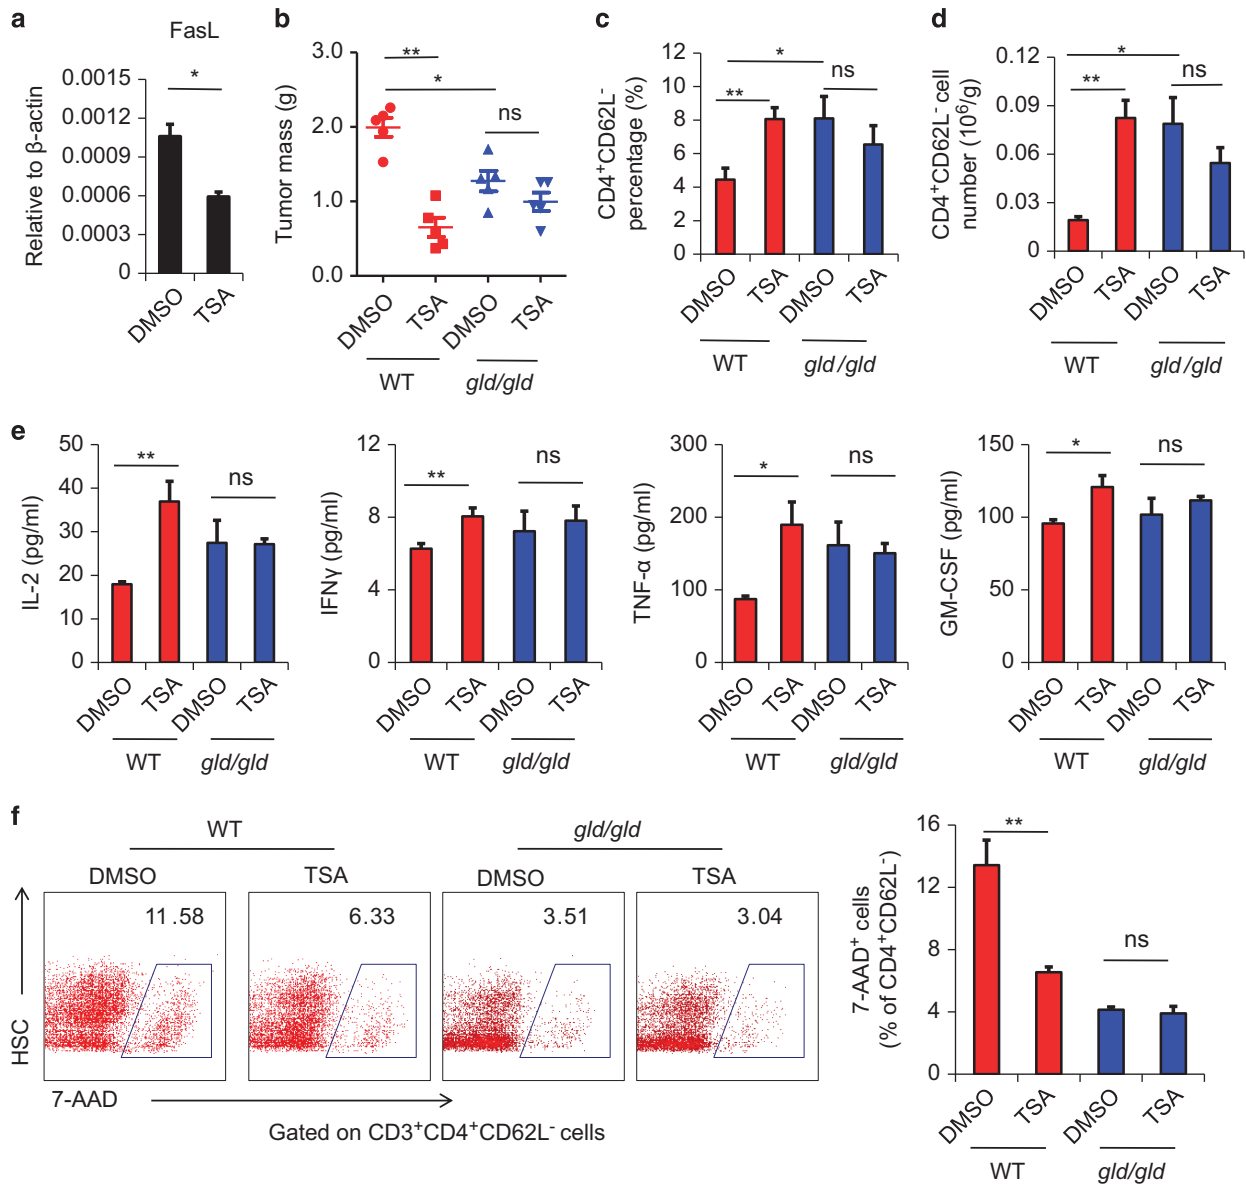 a
FasL
*
Relative to β-actin
0.0015
0.0012
0.0009
0.0006
0.0003
0
DMSO
TSA
b
Tumor mass (g)
3.0
2.0
1.0
0.0
**
*
ns
DMSO
TSA
DMSO
TSA
WT
gld/gld
c
CD4+CD62L-
percentage (%)
12
10
8
6
4
2
0
*
**
ns
DMSO
TSA
DMSO
TSA
WT
gld/gld
d
CD4+CD62L- cell
number (10⁶/g)
0.12
0.09
0.06
0.03
0
*
**
ns
DMSO
TSA
DMSO
TSA
WT
gld/gld
e
IL-2 (pg/ml)
50
40
30
20
10
0
**
ns
DMSO
TSA
DMSO
TSA
WT
gld/gld
IFNγ (pg/ml)
12
8
4
0
**
ns
DMSO
TSA
DMSO
TSA
WT
gld/gld
TNF-α (pg/ml)
300
200
100
0
*
ns
DMSO
TSA
DMSO
TSA
WT
gld/gld
GM-CSF (pg/ml)
150
100
50
0
*
ns
DMSO
TSA
DMSO
TSA
WT
gld/gld
f
WT
gld/gld
DMSO
TSA
DMSO
TSA
11.58
6.33
3.51
3.04
HSC
7-AAD
Gated on CD3+CD4+CD62L- cells
7-AAD+ cells
(% of CD4+CD62L-)
16
12
8
4
0
**
ns
DMSO
TSA
DMSO
TSA
WT
gld/gld